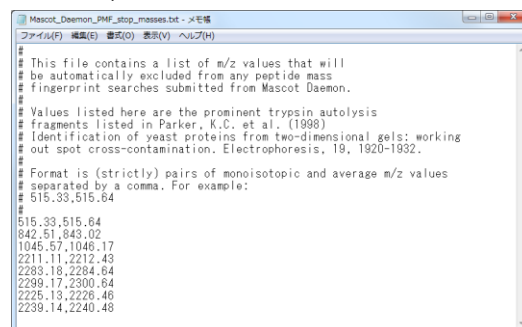 Mascot_Daemon_PMF_stop_masses.txt - メモ帳
ファイル(F) 編集(E) 書式(O) 表示(V) ヘルプ(H)
#
# This file contains a list of m/z values that will
# be automatically excluded from any peptide mass
# fingerprint searches submitted from Mascot Daemon.
#
# Values listed here are the prominent trypsin autolysis
# fragments listed in Parker, K.C. et al. (1998)
# Identification of yeast proteins from two-dimensional gels: working
# out spot cross-contamination. Electrophoresis, 19, 1920-1932.
#
# Format is (strictly) pairs of monoisotopic and average m/z values
# separated by a comma. For example:
# 515.33,515.64
#
515.33,515.64
842.51,843.02
1045.57,1046.17
2211.11,2212.43
2283.18,2284.64
2299.17,2300.64
2225.13,2226.46
2239.14,2240.48